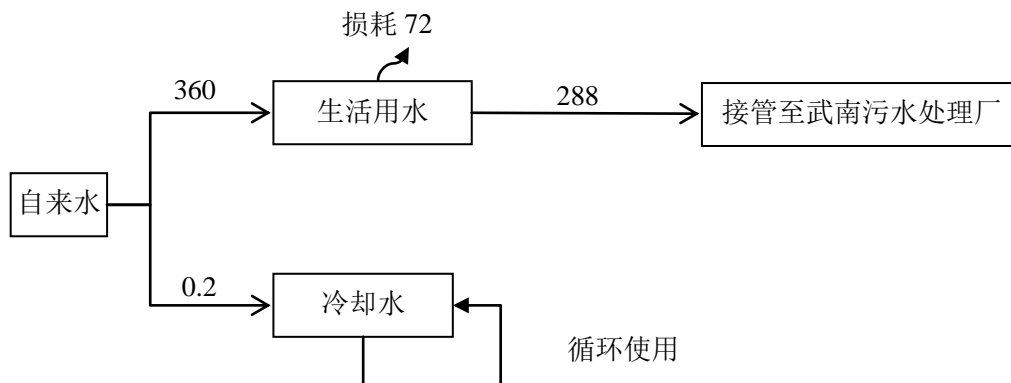 损耗 72
360
生活用水
288
接管至武南污水处理厂
自来水
0.2
冷却水
循环使用